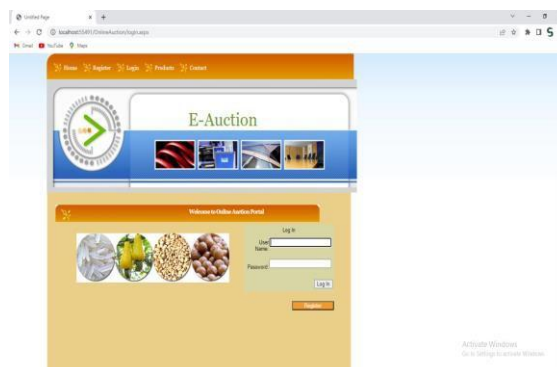 Untitled Page
localhost:55491/OnlineAuction/login.aspx
Gmail YouTube Maps
Home Register Login Products Contact
E-Auction
Welcome to Online Auction Portal
Log In
User
Name
Password
Log In
Register
Activate Windows
Go to Settings to activate Windows.